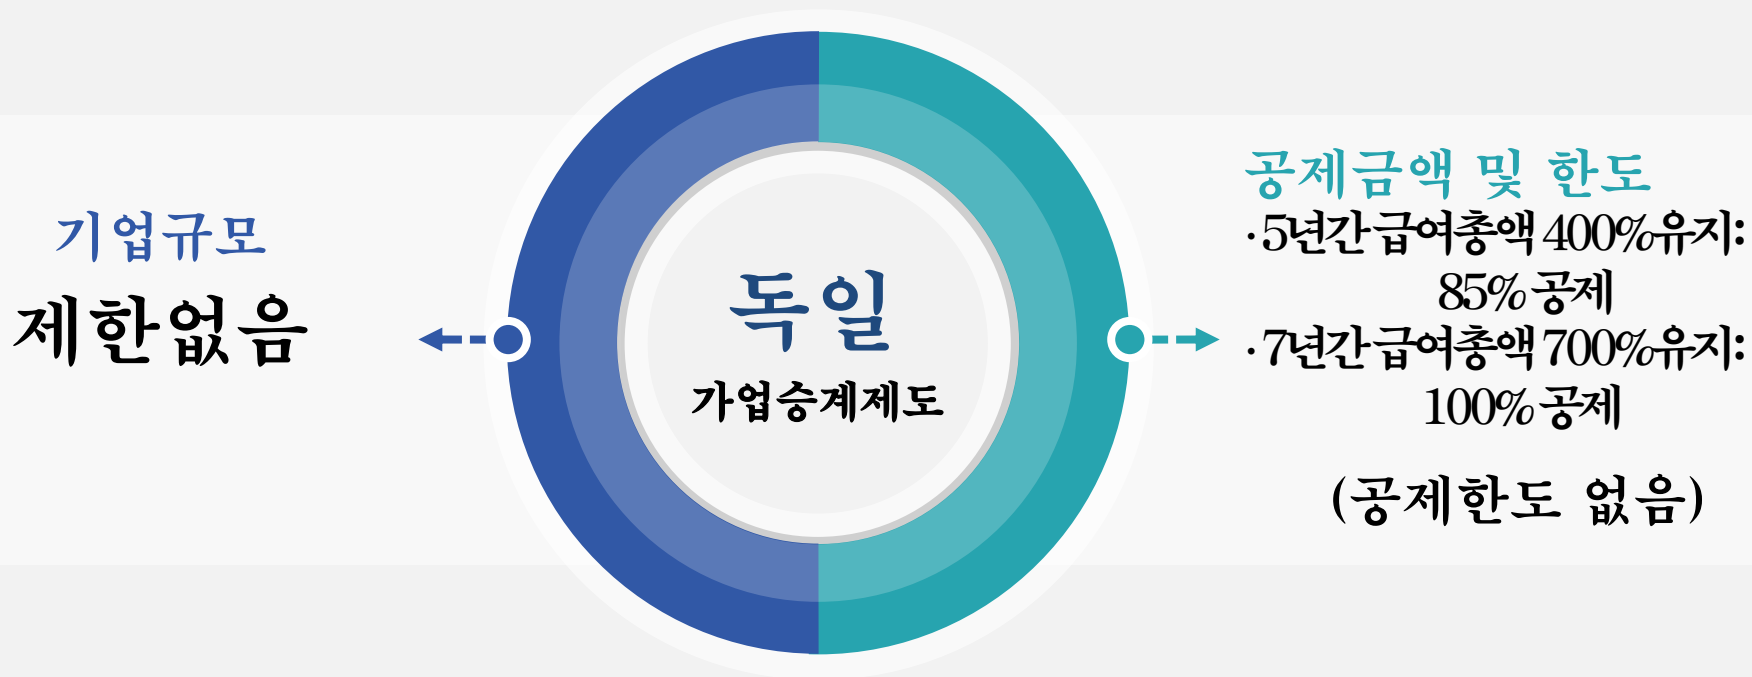 기업규모
제한없음
독일
가업승계제도
공제금액 및 한도
· 5년간 급여총액 400%유지:
85% 공제
· 7년간 급여총액 700%유지:
100% 공제
(공제한도 없음)